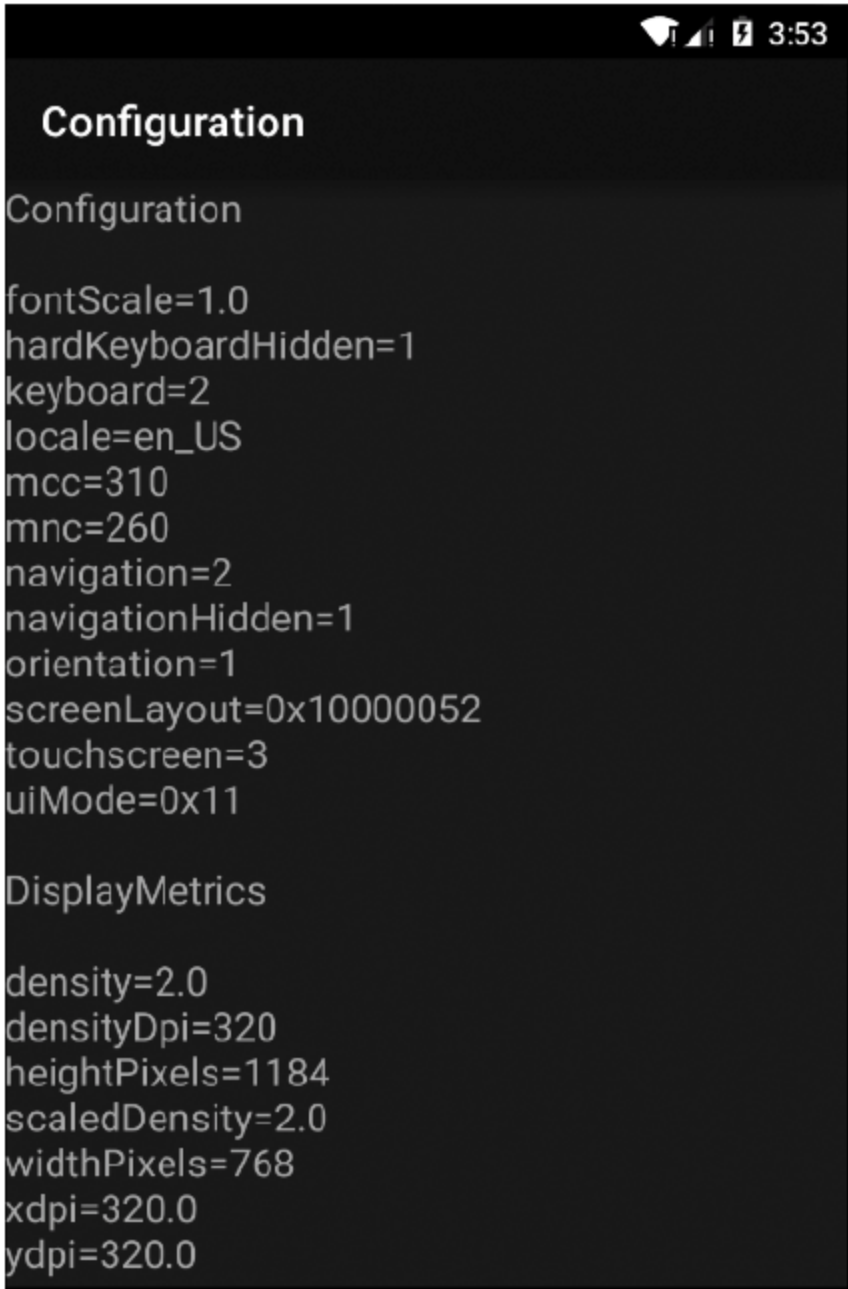 3:53
Configuration
Configuration
fontScale=1.0
hardKeyboardHidden=1
keyboard=2
locale=en_US
mcc=310
mnc=260
navigation=2
navigationHidden=1
orientation=1
screenLayout=0x10000052
touchscreen=3
uiMode=0x11
DisplayMetrics
density=2.0
densityDpi=320
heightPixels=1184
scaledDensity=2.0
widthPixels=768
xdpi=320.0
ydpi=320.0